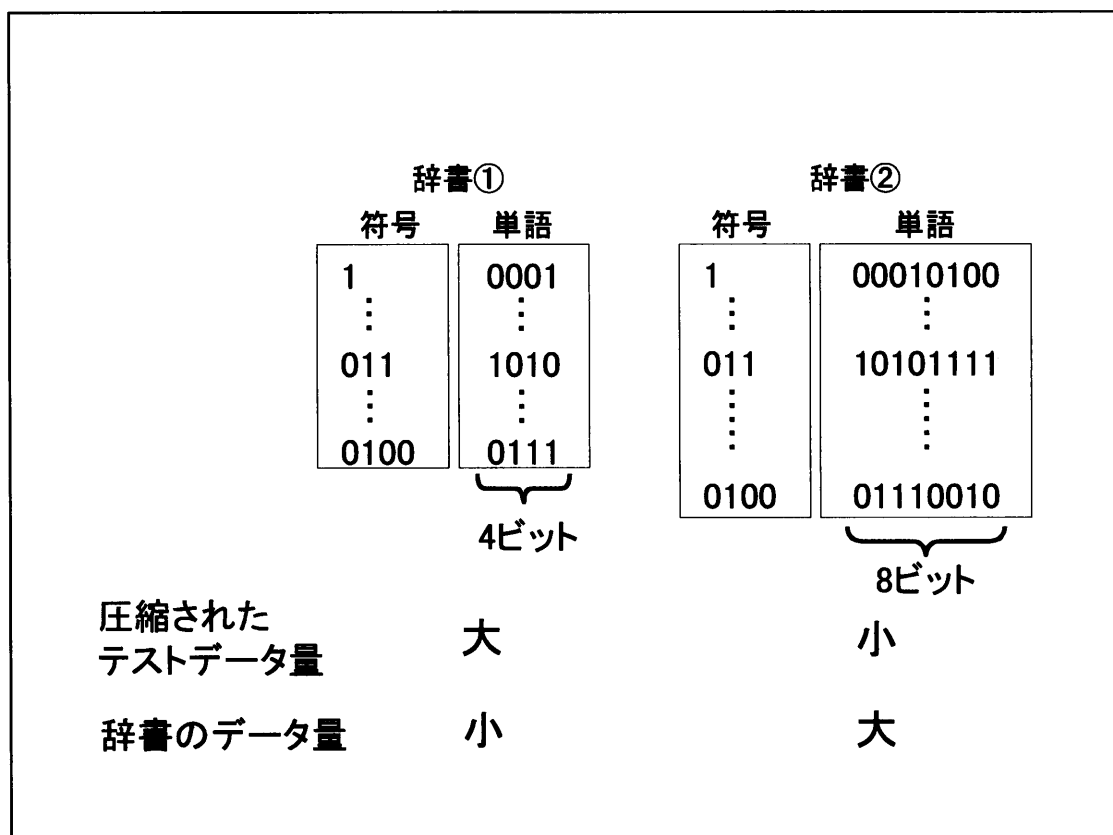 辞書① 辞書②
符号 単語 符号 単語
1 0001 1 00010100
⋮ ⋮ ⋮ ⋮
011 1010 011 10101111
⋮ ⋮ ⋮ ⋮
0100 0111
0100 01110010
4ビット
8ビット
圧縮された
テストデータ量 大 小
辞書のデータ量 小 大